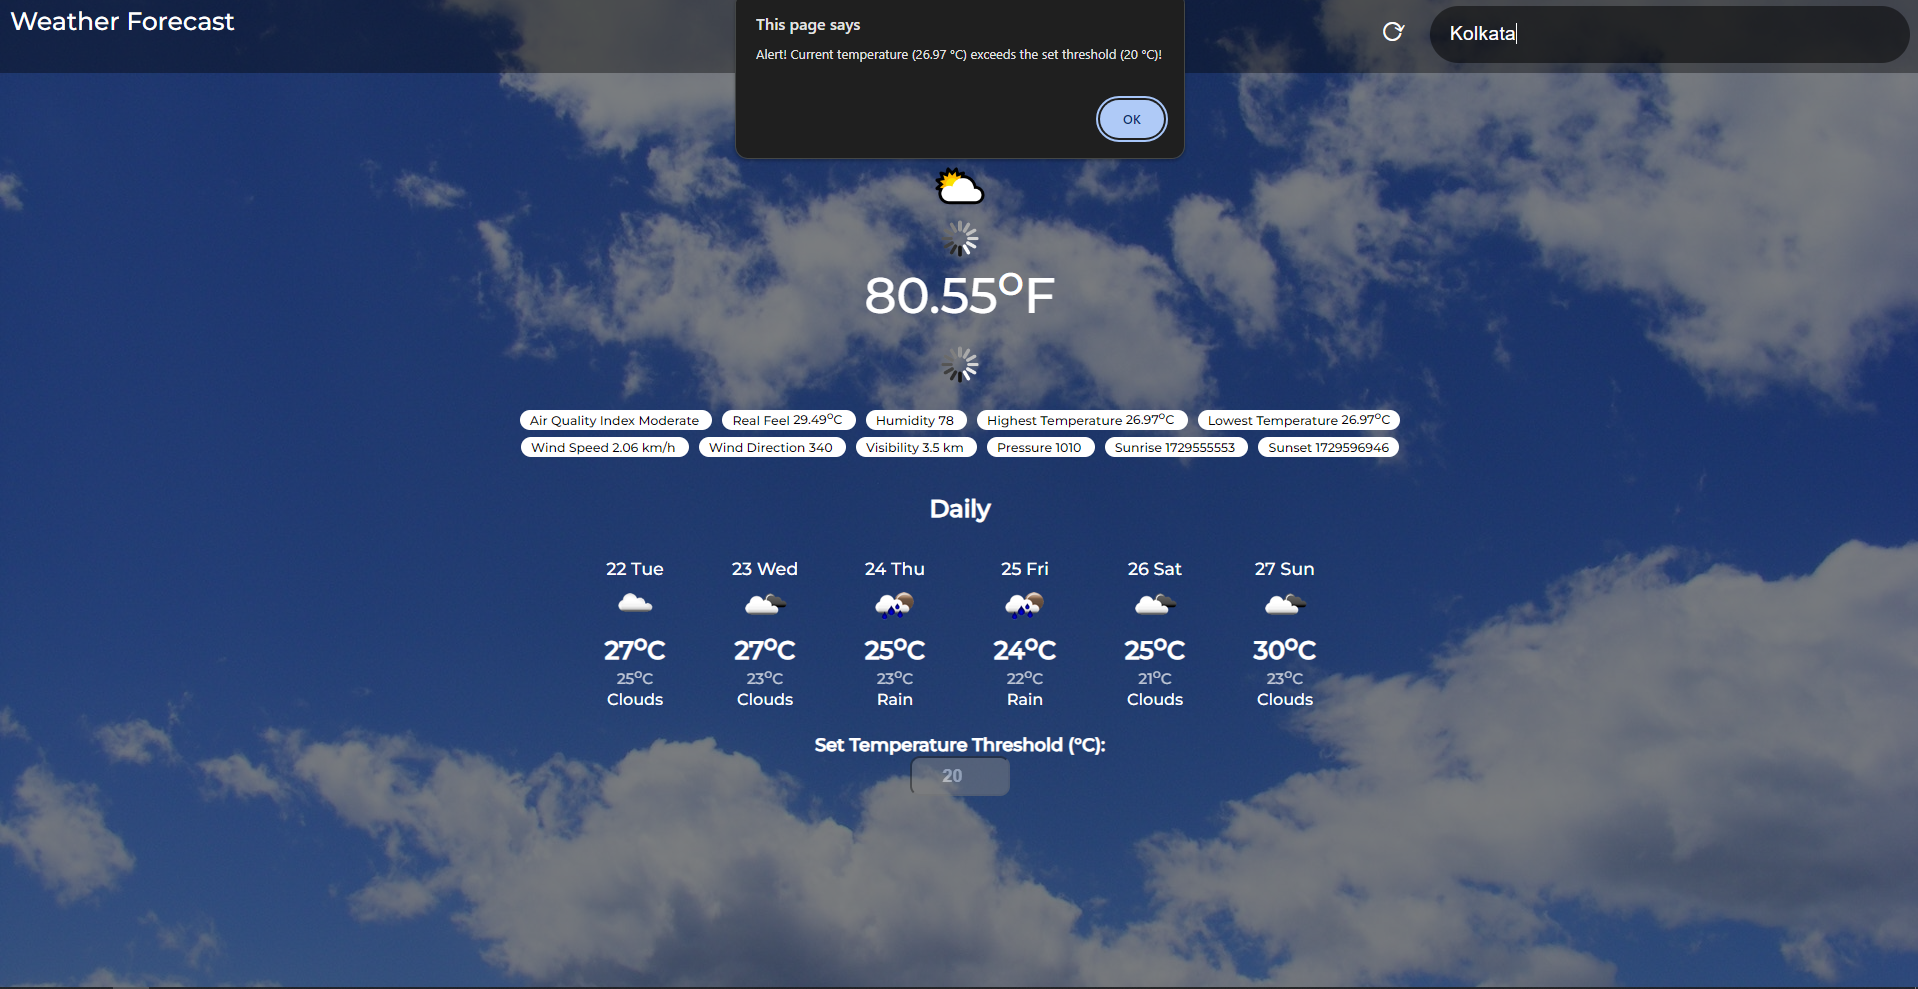 Weather Forecast
This page says
Alert! Current temperature (26.97 °C) exceeds the set threshold (20 °C)!
OK
Kolkata
80.55°F
Air Quality Index Moderate Real Feel 29.49°C Humidity 78 Highest Temperature 26.97°C Lowest Temperature 26.97°C
Wind Speed 2.06 km/h Wind Direction 340 Visibility 3.5 km Pressure 1010 Sunrise 1729555553 Sunset 1729596946
Daily
22 Tue 23 Wed 24 Thu 25 Fri 26 Sat 27 Sun
27°C 27°C 25°C 24°C 25°C 30°C
25°C 23°C 23°C 22°C 21°C 23°C
Clouds Clouds Rain Rain Clouds Clouds
Set Temperature Threshold (°C):
20